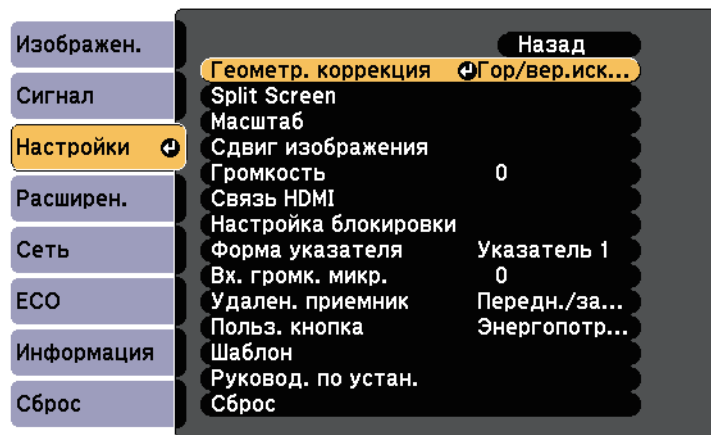 Изображен.
Сигнал
Настройки
Расширен.
Сеть
ECO
Информация
Сброс
Назад
Геометр. коррекция Гор/вер.иск...
Split Screen
Масштаб
Сдвиг изображения
Громкость 0
Связь HDMI
Настройка блокировки
Форма указателя Указатель 1
Вх. громк. микр. 0
Удален. приемник Передн./за...
Польз. кнопка Энергопотр...
Шаблон
Руковод. по устан.
Сброс